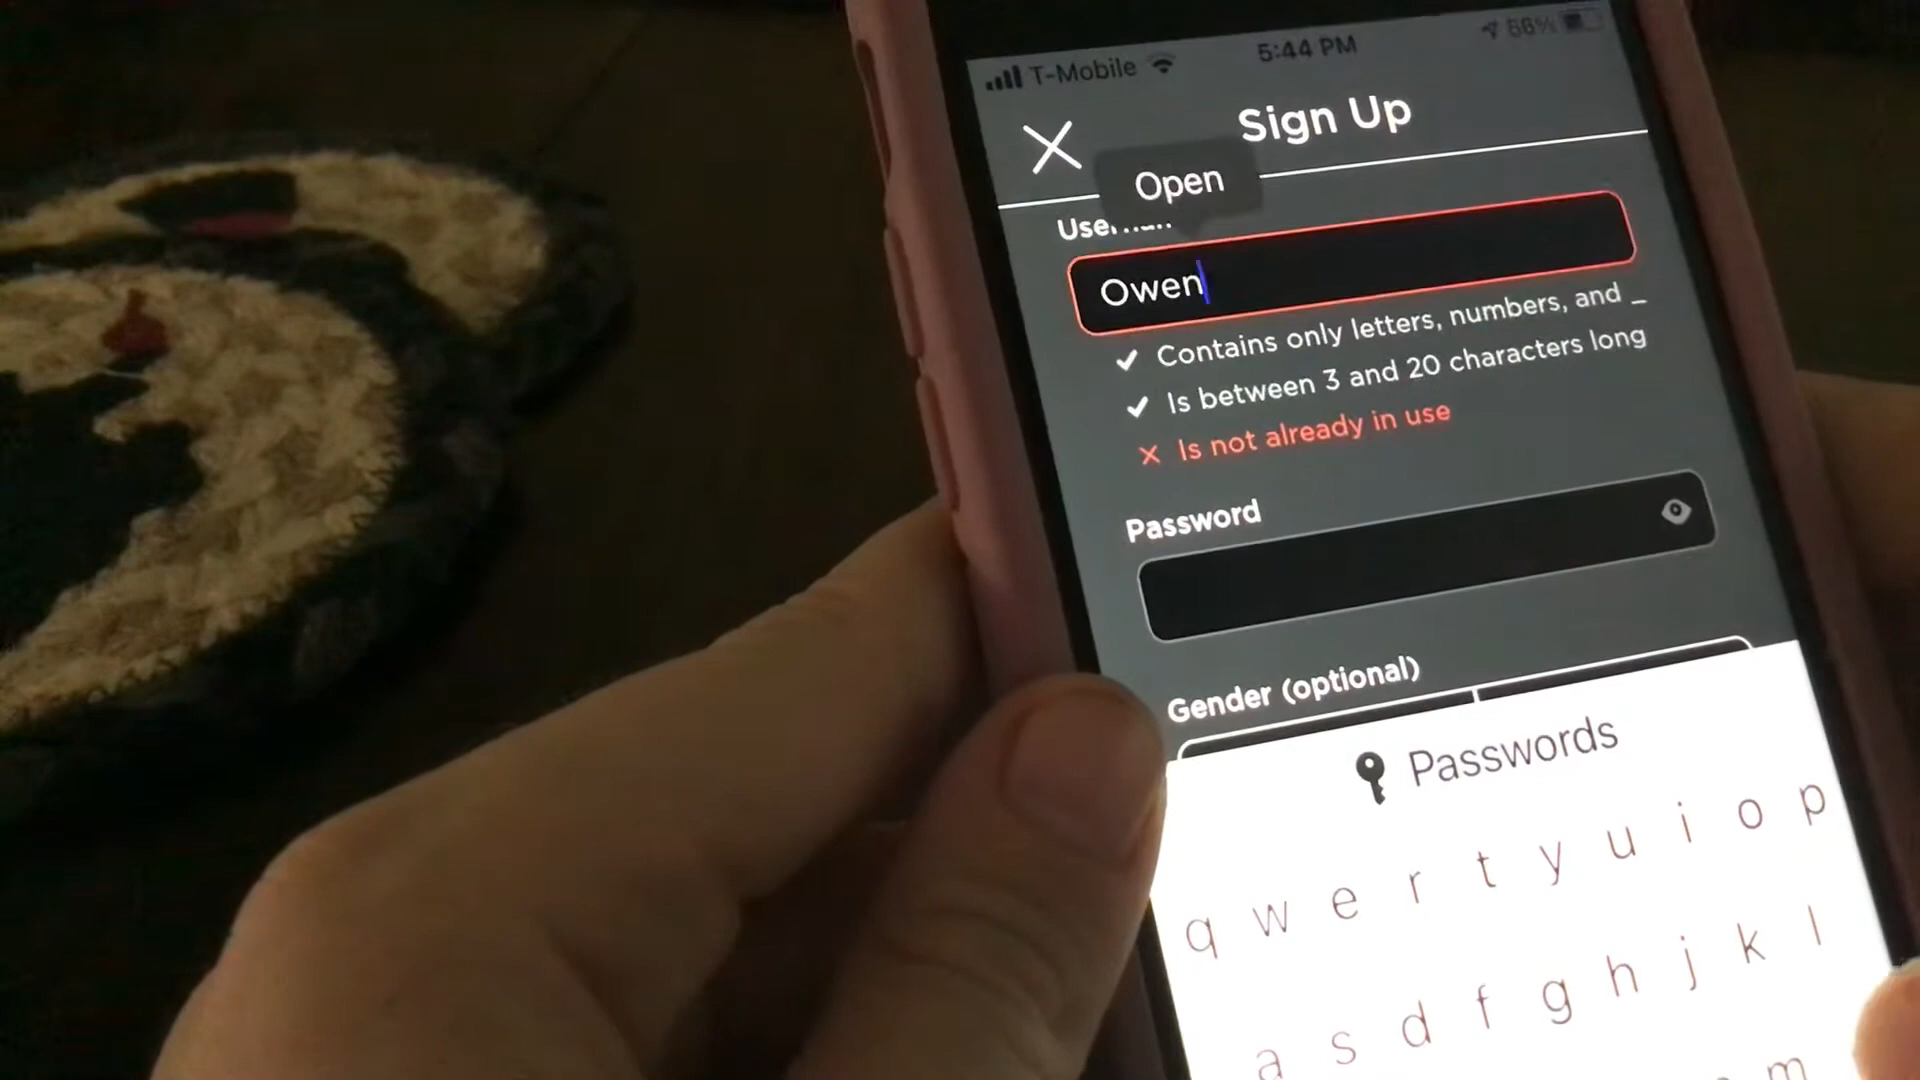 T-Mobile 5:44 PM 66%
Sign Up
Open
Owen
Contains only letters, numbers, and _
Is between 3 and 20 characters long
Is not already in use
Password
Gender (optional)
Passwords
q w e r t y u i o p
a s d f g h j k l
m